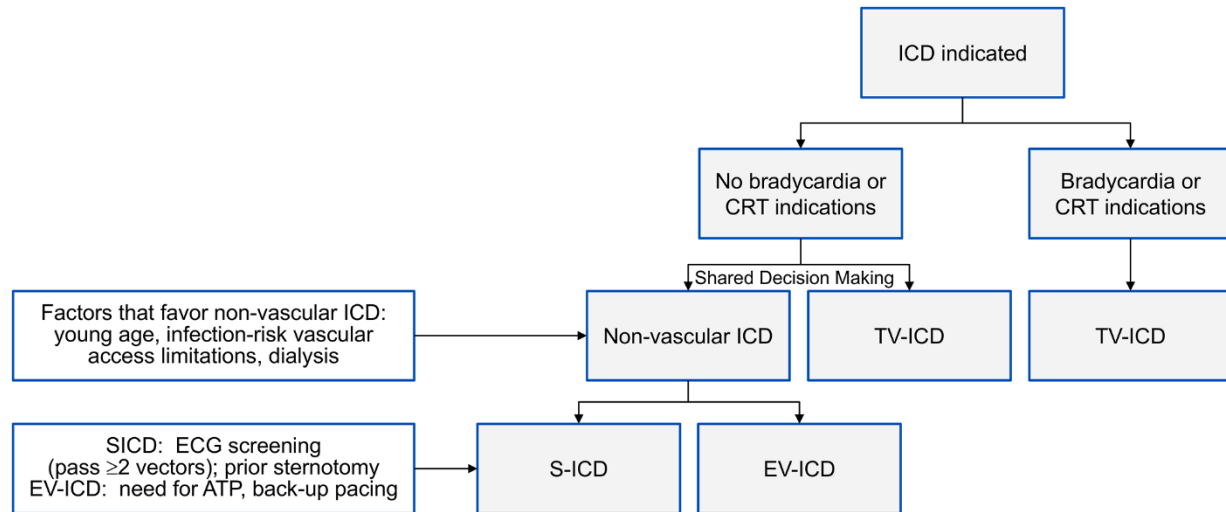 ICD indicated
No bradycardia or
CRT indications
Bradycardia or
CRT indications
Shared Decision Making
Factors that favor non-vascular ICD:
young age, infection-risk vascular
access limitations, dialysis
Non-vascular ICD
TV-ICD
TV-ICD
SICD: ECG screening
(pass ≥2 vectors); prior sternotomy
EV-ICD: need for ATP, back-up pacing
S-ICD
EV-ICD